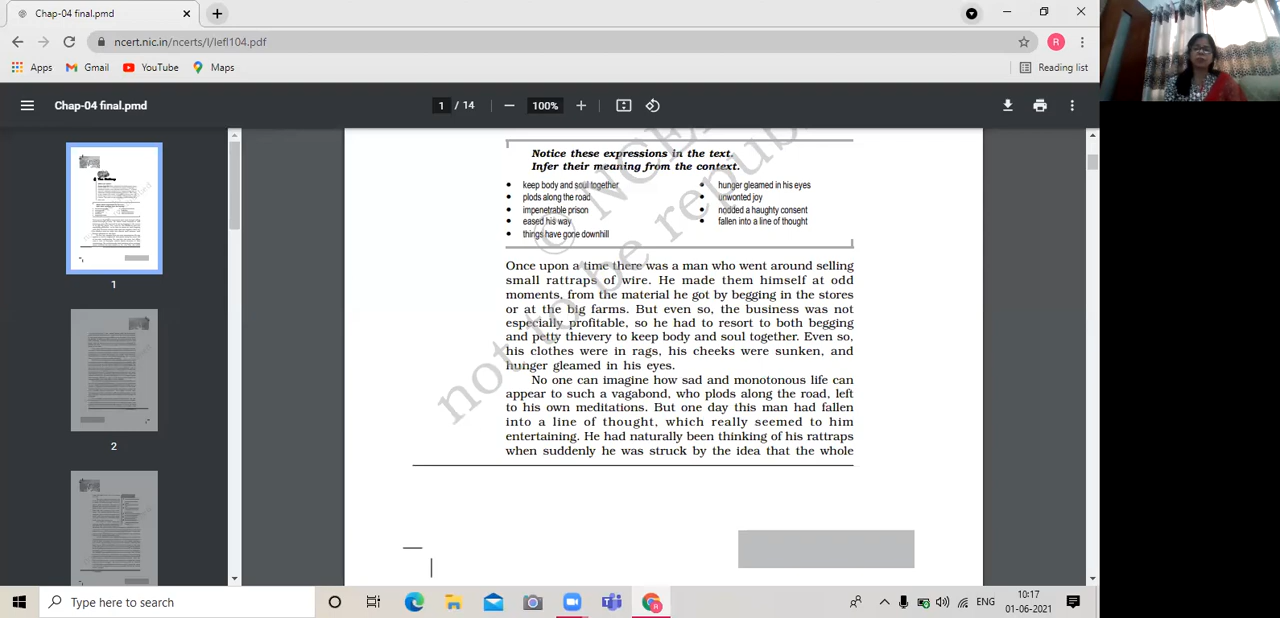 Chap-04 final.pmd
ncert.nic.in/ncerts/l/lefl104.pdf
R
Apps Gmail YouTube Maps Reading list
Chap-04 final.pmd 1 / 14 100%
Notice these expressions in the text.
Infer their meaning from the context.
keep body and soul together
plods along the road
impenetrable prison
eased his way
things have gone downhill
hunger gleamed in his eyes
unwonted joy
nodded a haughty consent
fallen into a line of thought
Once upon a time there was a man who went around selling
small rattraps of wire. He made them himself at odd
moments, from the material he got by begging in the stores
or at the big farms. But even so, the business was not
especially profitable, so he had to resort to both begging
and petty thievery to keep body and soul together. Even so,
his clothes were in rags, his cheeks were sunken, and
hunger gleamed in his eyes.
No one can imagine how sad and monotonous life can
appear to such a vagabond, who plods along the road, left
to his own meditations. But one day this man had fallen
into a line of thought, which really seemed to him
entertaining. He had naturally been thinking of his rattraps
when suddenly he was struck by the idea that the whole
© NCE
not to be repub
1
2
Type here to search
R
ENG
10:17
01-06-2021